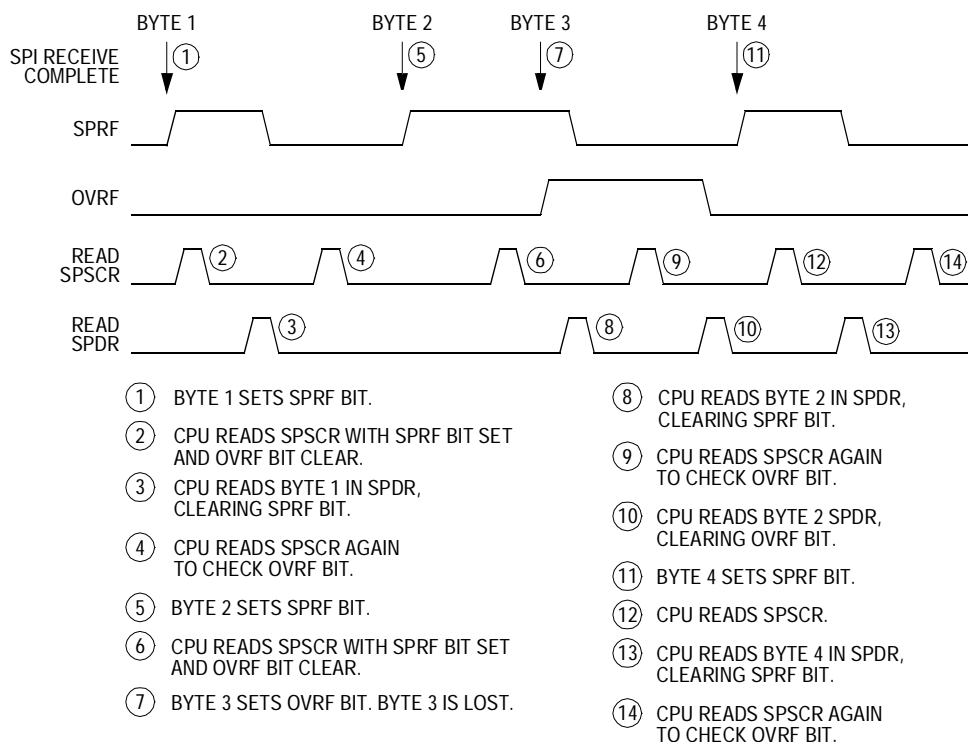 BYTE 1 BYTE 2 BYTE 3 BYTE 4
SPI RECEIVE
COMPLETE
1 5 7 11
SPRF
OVRF
READ
SPSCR
2 4 6 9 12 14
READ
SPDR
3 8 10 13
1 BYTE 1 SETS SPRF BIT.
2 CPU READS SPSCR WITH SPRF BIT SET
AND OVRF BIT CLEAR.
3 CPU READS BYTE 1 IN SPDR,
CLEARING SPRF BIT.
4 CPU READS SPSCR AGAIN
TO CHECK OVRF BIT.
5 BYTE 2 SETS SPRF BIT.
6 CPU READS SPSCR WITH SPRF BIT SET
AND OVRF BIT CLEAR.
7 BYTE 3 SETS OVRF BIT. BYTE 3 IS LOST.
8 CPU READS BYTE 2 IN SPDR,
CLEARING SPRF BIT.
9 CPU READS SPSCR AGAIN
TO CHECK OVRF BIT.
10 CPU READS BYTE 2 SPDR,
CLEARING OVRF BIT.
11 BYTE 4 SETS SPRF BIT.
12 CPU READS SPSCR.
13 CPU READS BYTE 4 IN SPDR,
CLEARING SPRF BIT.
14 CPU READS SPSCR AGAIN
TO CHECK OVRF BIT.